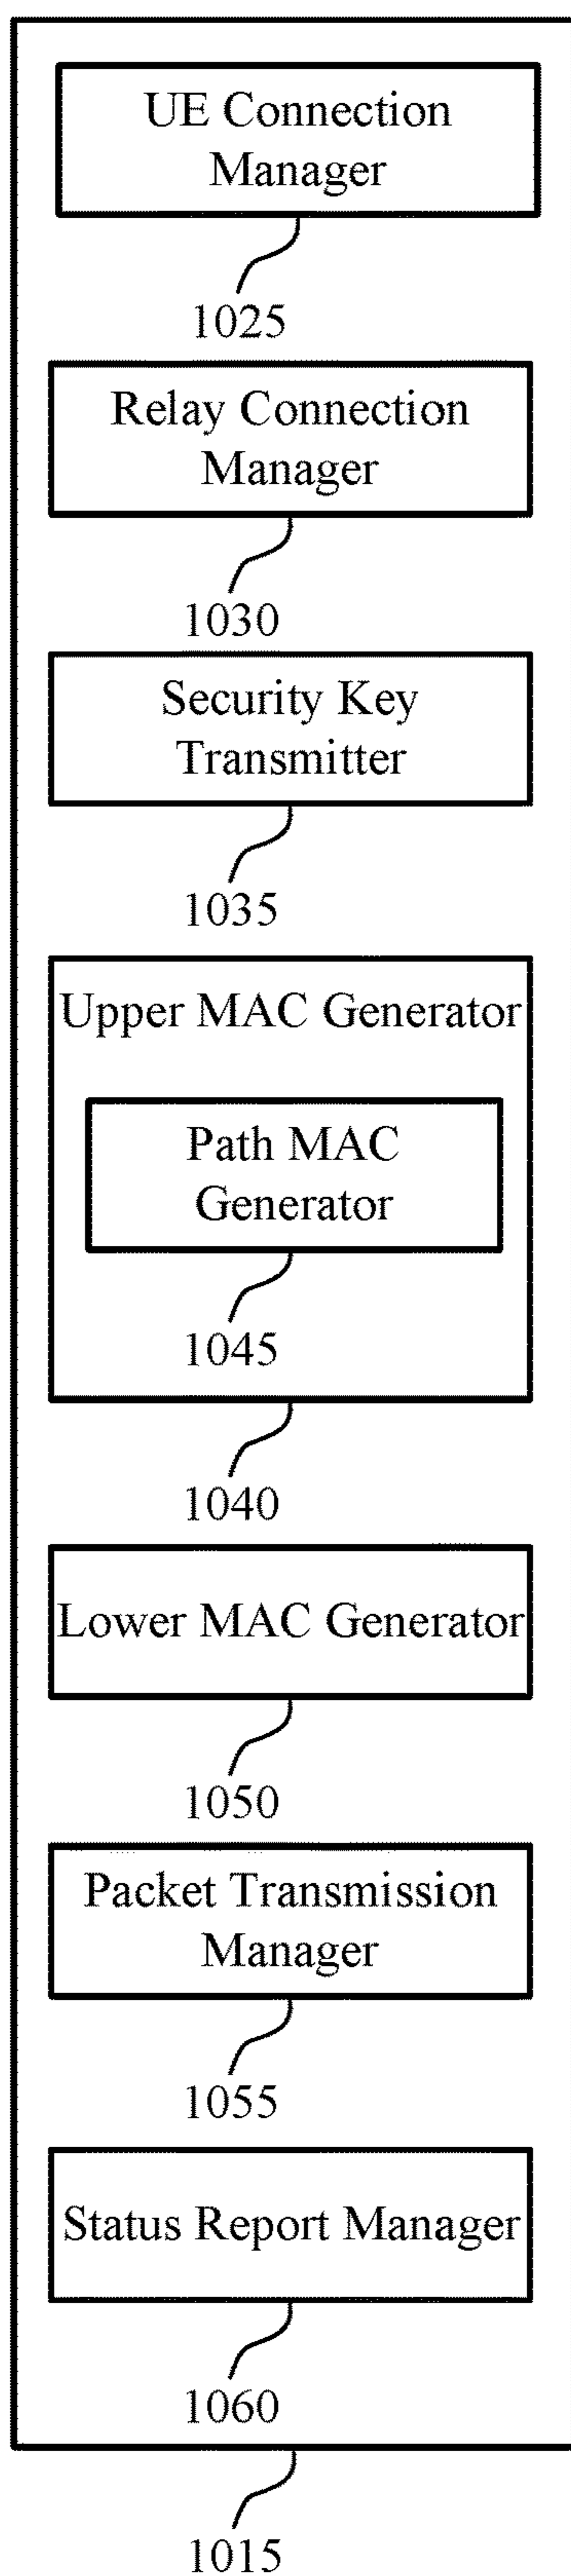 UE Connection
Manager
1025
Relay Connection
Manager
1030
Security Key
Transmitter
1035
Upper MAC Generator
Path MAC
Generator
1045
1040
Lower MAC Generator
1050
Packet Transmission
Manager
1055
Status Report Manager
1060
1015